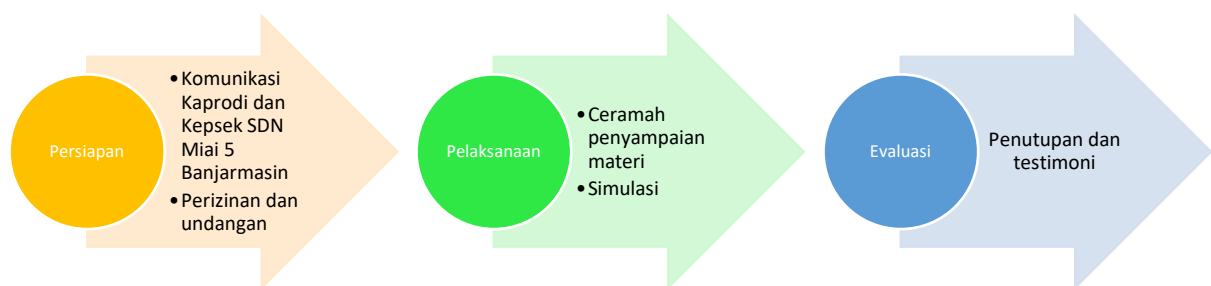 Persiapan
•Komunikasi
Kaprodi dan
Kepsek SDN
Miai 5
Banjarmasin
•Perizinan dan
undangan
Pelaksanaan
•Ceramah
penyampaian
materi
•Simulasi
Evaluasi
Penutupan dan
testimoni